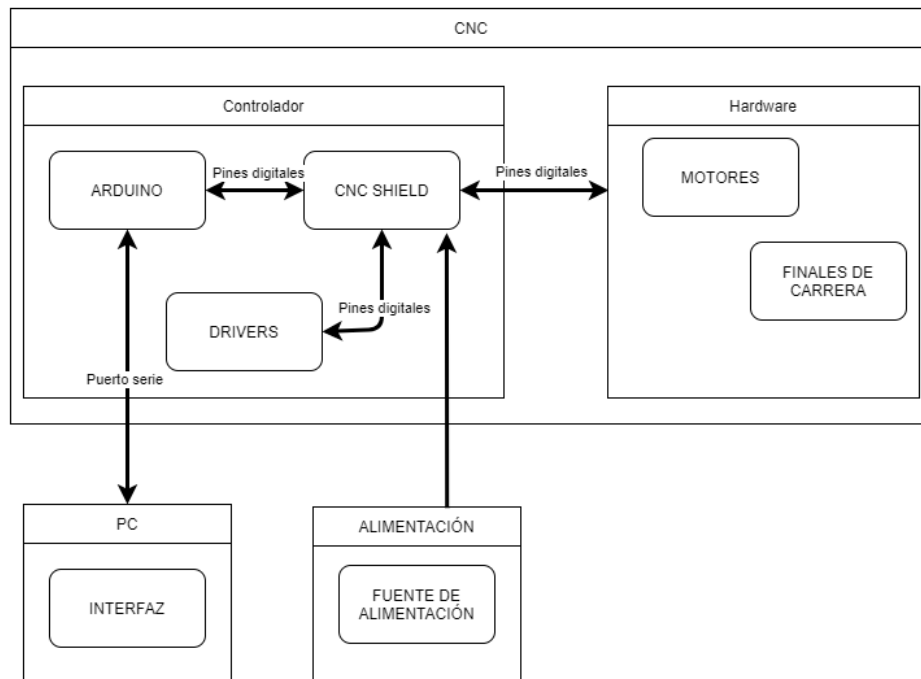 CNC
Controlador
Hardware
ARDUINO
Pines digitales
CNC SHIELD
Pines digitales
MOTORES
FINALES DE
CARRERA
DRIVERS
Pines digitales
Puerto serie
PC
INTERFAZ
ALIMENTACIÓN
FUENTE DE
ALIMENTACIÓN